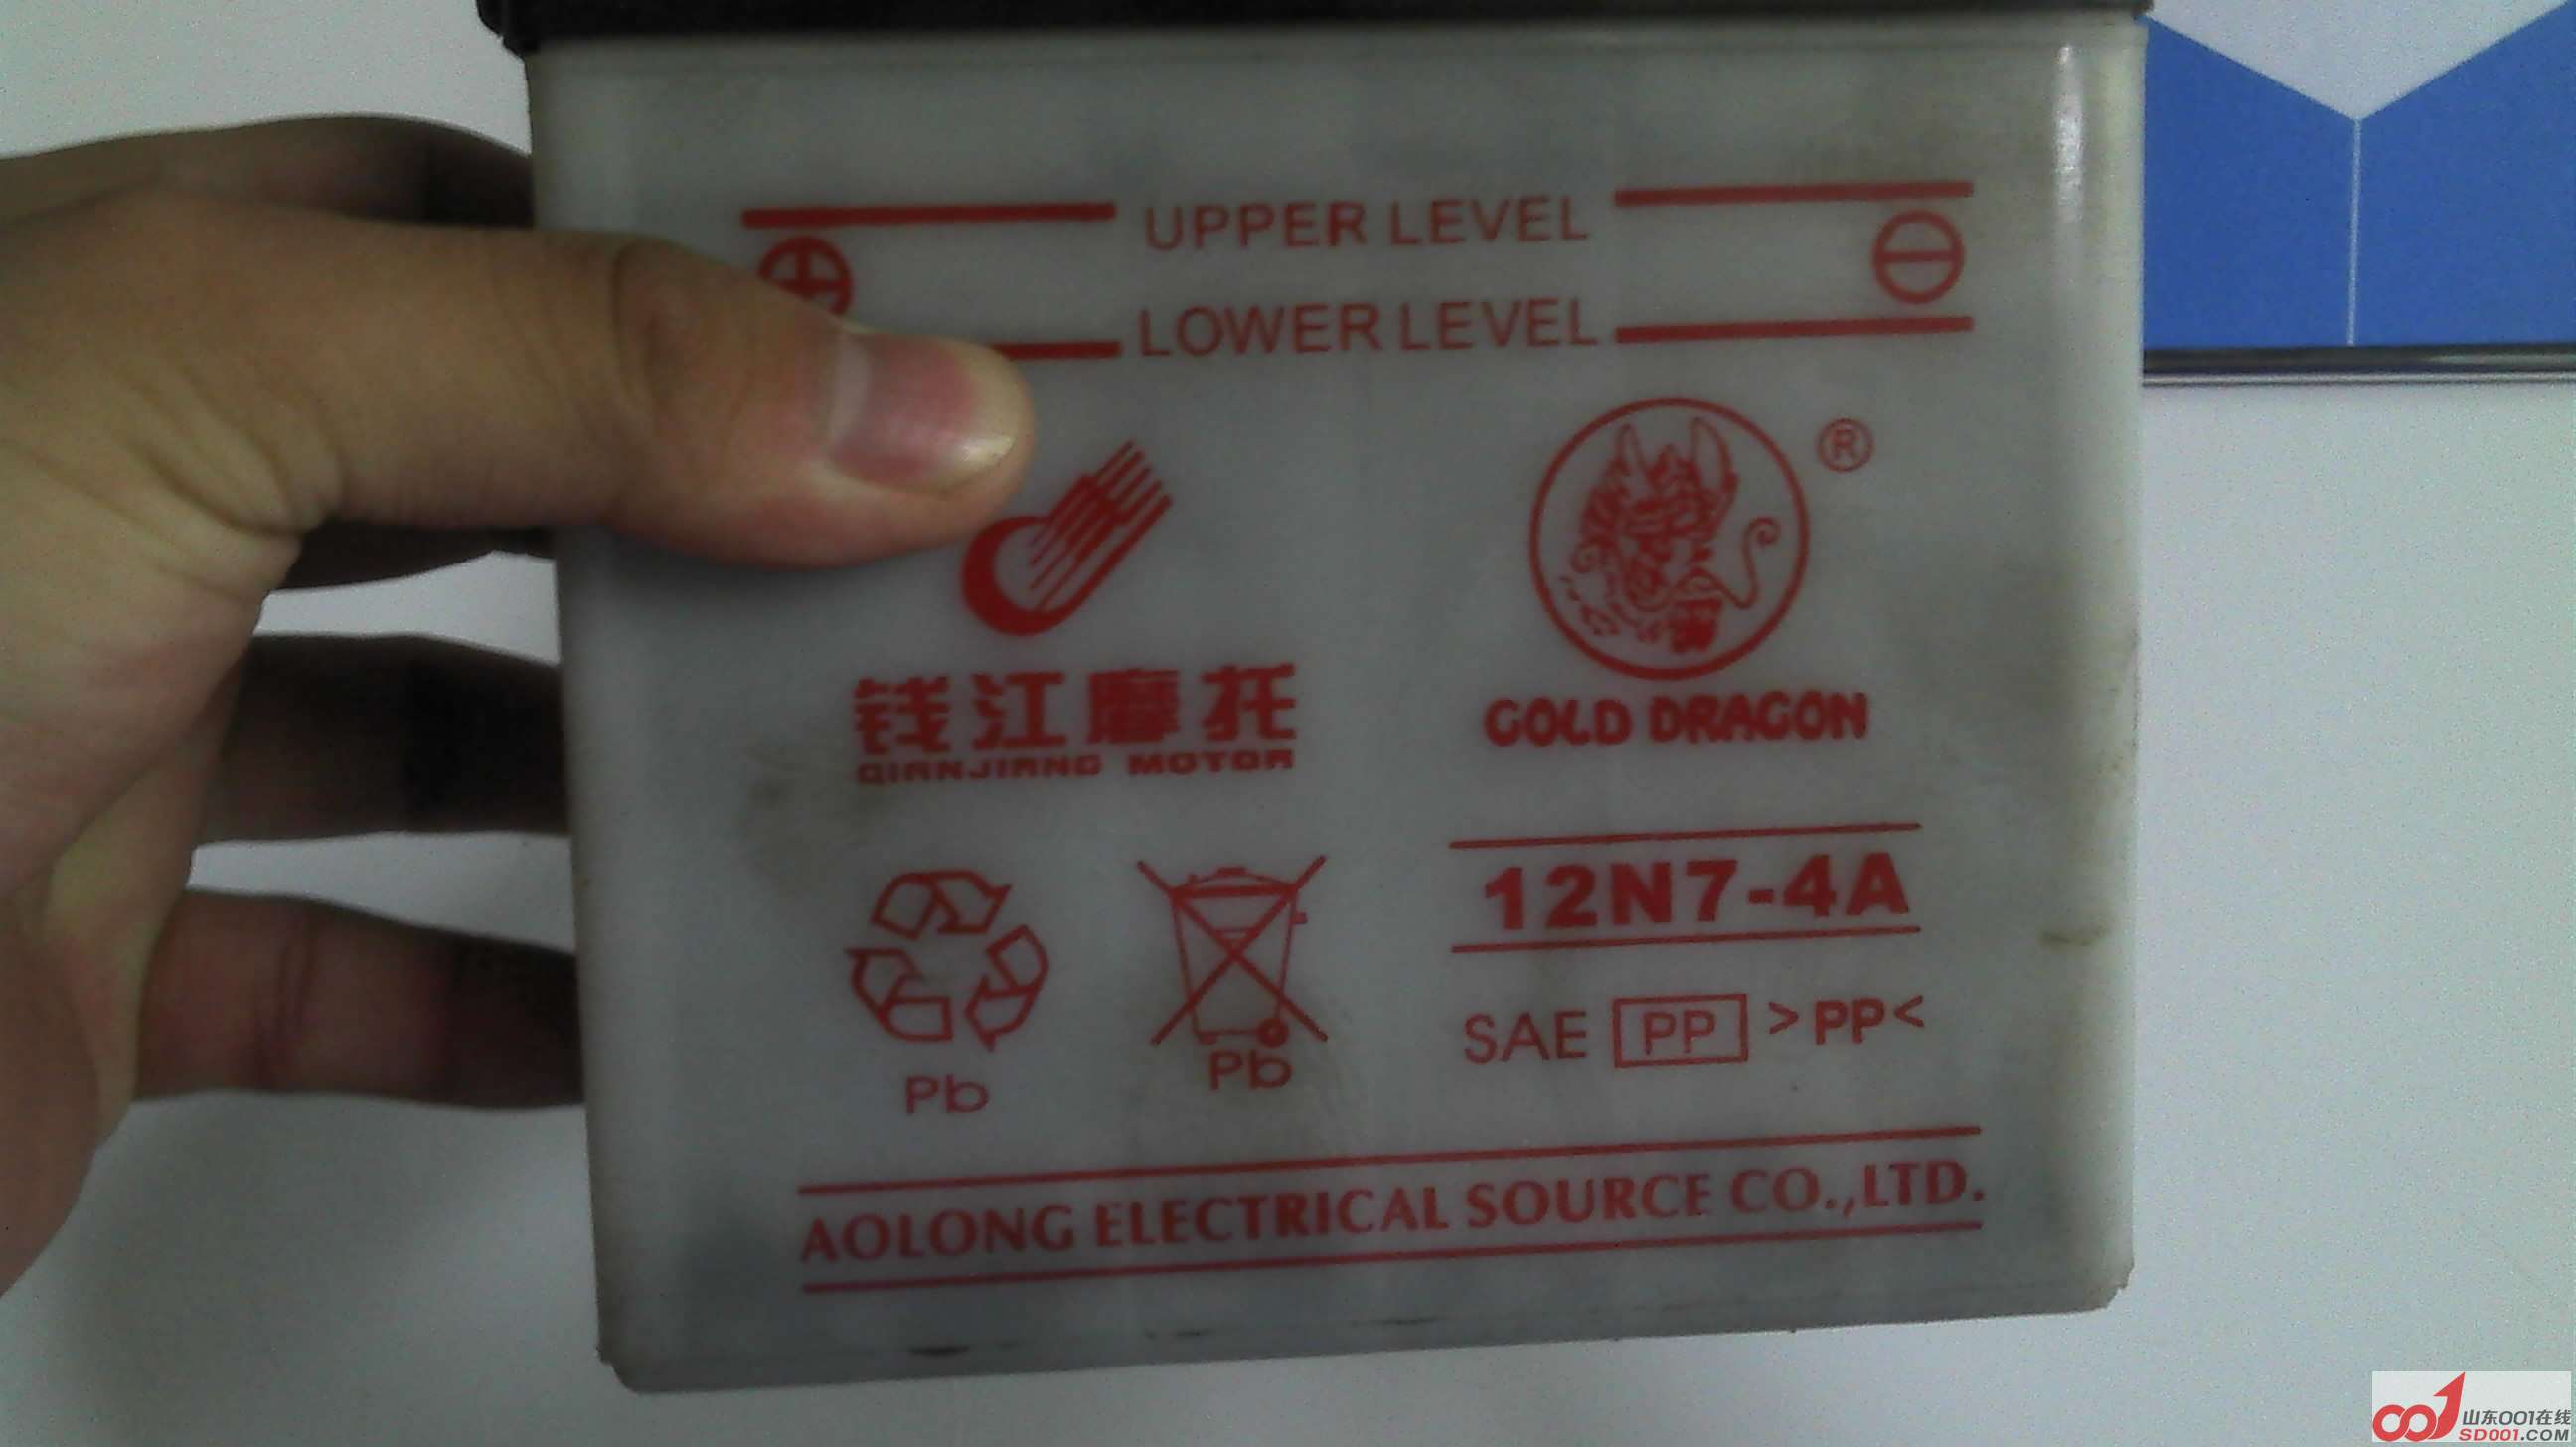 UPPER LEVEL
LOWER LEVEL
®
钱江摩托
QIANJIANG MOTOR
GOLD DRAGON
12N7-4A
Pb
Pb
SAE PP >PP<
AOLONG ELECTRICAL SOURCE CO.,LTD.
山东001在线
SD001.COM